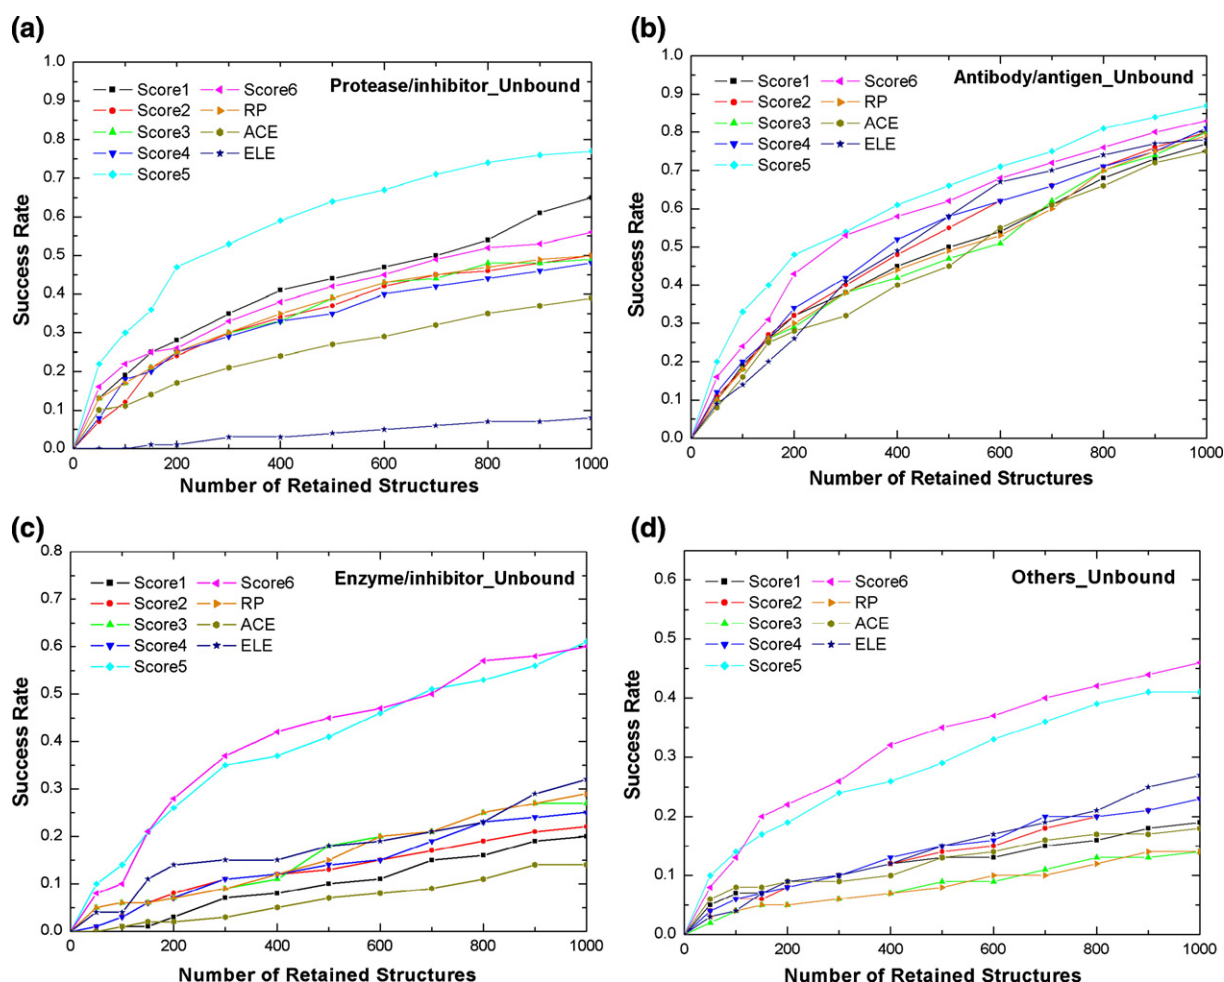 (a)
Protease/inhibitor_Unbound
Score1
Score2
Score3
Score4
Score5
Score6
RP
ACE
ELE
Success Rate
1.0
0.9
0.8
0.7
0.6
0.5
0.4
0.3
0.2
0.1
0.0
0 200 400 600 800 1000
Number of Retained Structures
(b)
Antibody/antigen_Unbound
Score1
Score2
Score3
Score4
Score5
Score6
RP
ACE
ELE
Success Rate
1.0
0.9
0.8
0.7
0.6
0.5
0.4
0.3
0.2
0.1
0.0
0 200 400 600 800 1000
Number of Retained Structures
(c)
Enzyme/inhibitor_Unbound
Score1
Score2
Score3
Score4
Score5
Score6
RP
ACE
ELE
Success Rate
0.8
0.7
0.6
0.5
0.4
0.3
0.2
0.1
0.0
0 200 400 600 800 1000
Number of Retained Structures
(d)
Others_Unbound
Score1
Score2
Score3
Score4
Score5
Score6
RP
ACE
ELE
Success Rate
0.6
0.5
0.4
0.3
0.2
0.1
0.0
0 200 400 600 800 1000
Number of Retained Structures